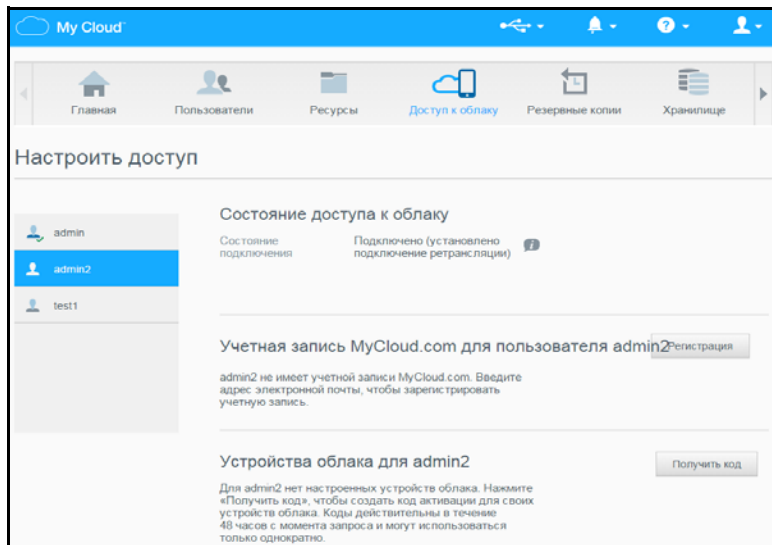 My Cloud
Главная
Пользователи
Ресурсы
Доступ к облаку
Резервные копии
Хранилище
Настроить доступ
admin
admin2
test1
Состояние доступа к облаку
Состояние
подключения
Подключено (установлено
подключение ретрансляции)
Учетная запись MyCloud.com для пользователя admin2
Регистрация
admin2 не имеет учетной записи MyCloud.com. Введите
адрес электронной почты, чтобы зарегистрировать
учетную запись.
Устройства облака для admin2
Получить код
Для admin2 нет настроенных устройств облака. Нажмите
«Получить код», чтобы создать код активации для своих
устройств облака. Коды действительны в течение
48 часов с момента запроса и могут использоваться
только однократно.